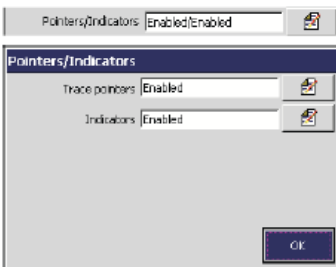 Pointers/Indicators Enabled/Enabled
Pointers/Indicators
Trace pointers Enabled
Indicators Enabled
OK